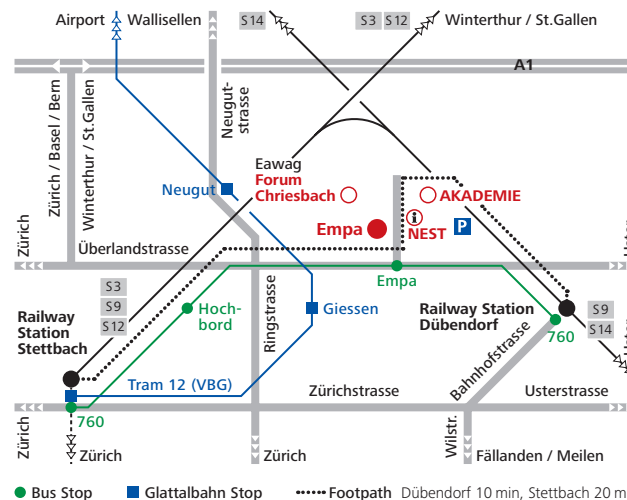 Airport
Wallisellen
S14
S3
S12
Winterthur / St.Gallen
A1
Zürich / Basel / Bern
Winterthur / St.Gallen
Neugut-
strasse
Eawag
Forum
Chriesbach
AKADEMIE
Neugut
Empa
NEST
i
P
Zürich
Überlandstrasse
Uster
Empa
S3
S9
S12
Railway
Station
Stettbach
Hoch-
bord
Ringstrasse
Giessen
Railway Station
Dübendorf
S9
S14
760
Bahnhofstrasse
Uster
Tram 12 (VBG)
Zürichstrasse
Usterstrasse
760
Zürich
Zürich
Zürich
Wilstr.
Fällanden / Meilen
Bus Stop
Glattalbahn Stop
Footpath
Dübendorf 10 min, Stettbach 20 m